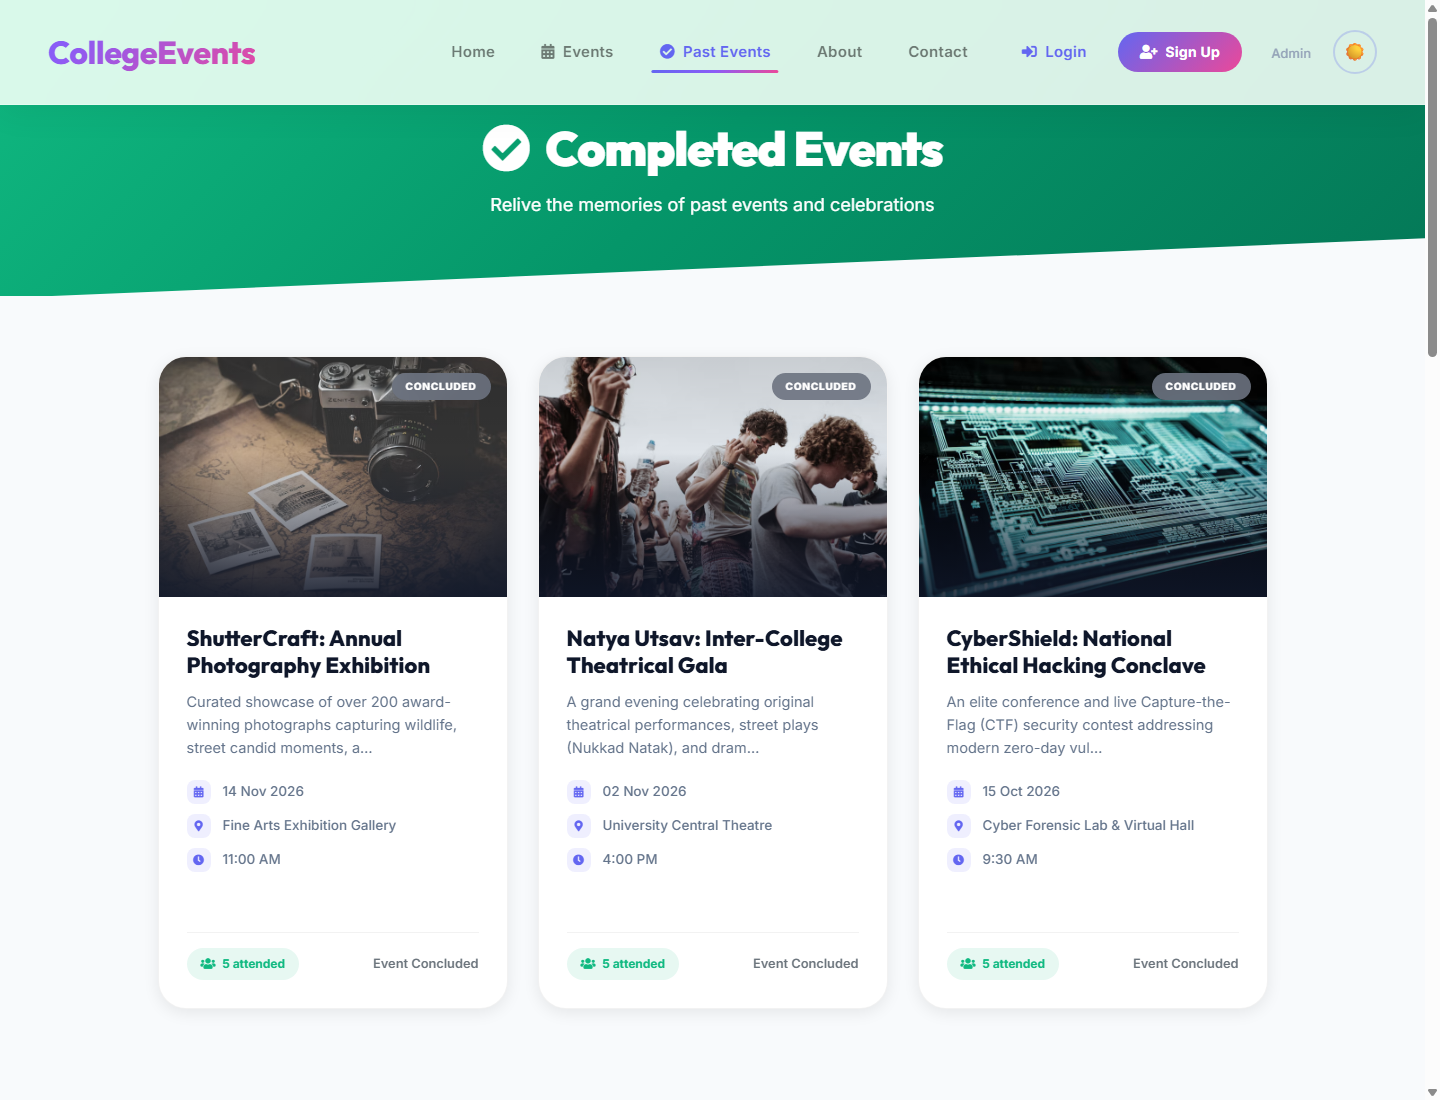 CollegeEvents
Home
Events
Past Events
About
Contact
Login
Sign Up
Admin
Completed Events
Relive the memories of past events and celebrations
CONCLUDED
ShutterCraft: Annual
Photography Exhibition
Curated showcase of over 200 award-
winning photographs capturing wildlife,
street candid moments, a...
14 Nov 2026
Fine Arts Exhibition Gallery
11:00 AM
5 attended
Event Concluded
CONCLUDED
Natya Utsav: Inter-College
Theatrical Gala
A grand evening celebrating original
theatrical performances, street plays
(Nukkad Natak), and dram...
02 Nov 2026
University Central Theatre
4:00 PM
5 attended
Event Concluded
CONCLUDED
CyberShield: National
Ethical Hacking Conclave
An elite conference and live Capture-the-
Flag (CTF) security contest addressing
modern zero-day vul...
15 Oct 2026
Cyber Forensic Lab & Virtual Hall
9:30 AM
5 attended
Event Concluded